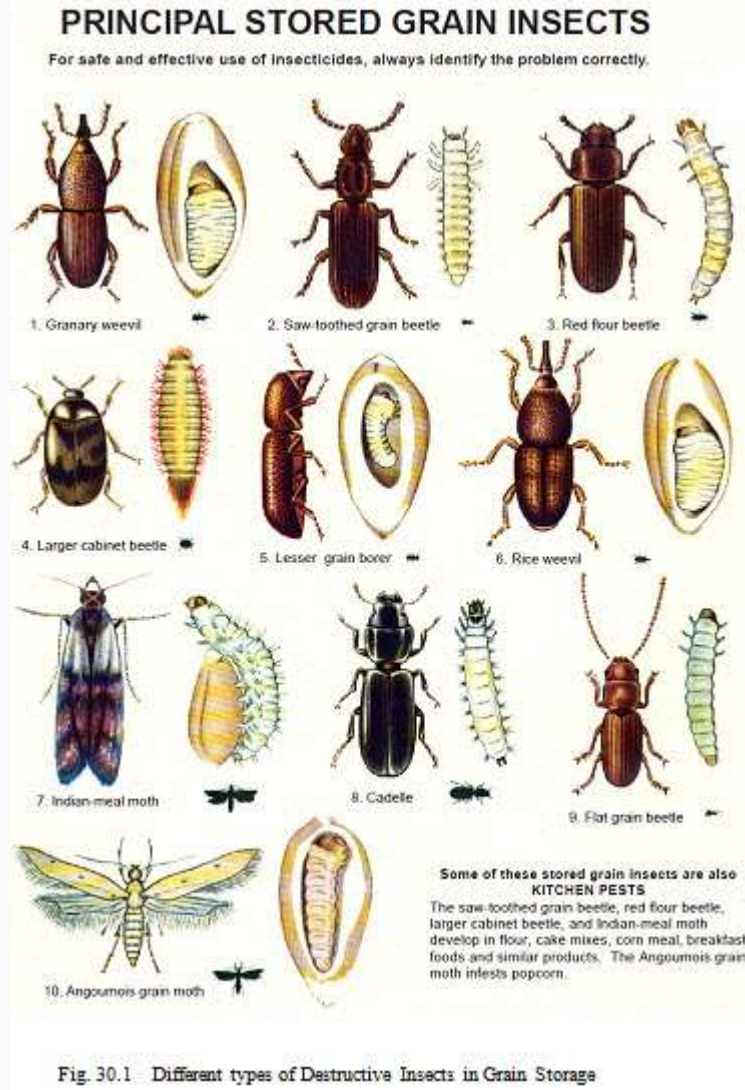 PRINCIPAL STORED GRAIN INSECTS
For safe and effective use of insecticides, always identify the problem correctly.
1. Granary weevil
2. Saw-toothed grain beetle
3. Red flour beetle
4. Larger cabinet beetle
5. Lesser grain borer
6. Rice weevil
7. Indian-meal moth
8. Cadelle
9. Flat grain beetle
10. Angoumois grain moth
Some of these stored grain insects are also
KITCHEN PESTS
The saw-toothed grain beetle, red flour beetle,
larger cabinet beetle, and Indian-meal moth
develop in flour, cake mixes, corn meal, breakfast
foods and similar products. The Angoumois grain
moth infests popcorn.
Fig. 30.1 Different types of Destructive Insects in Grain Storage